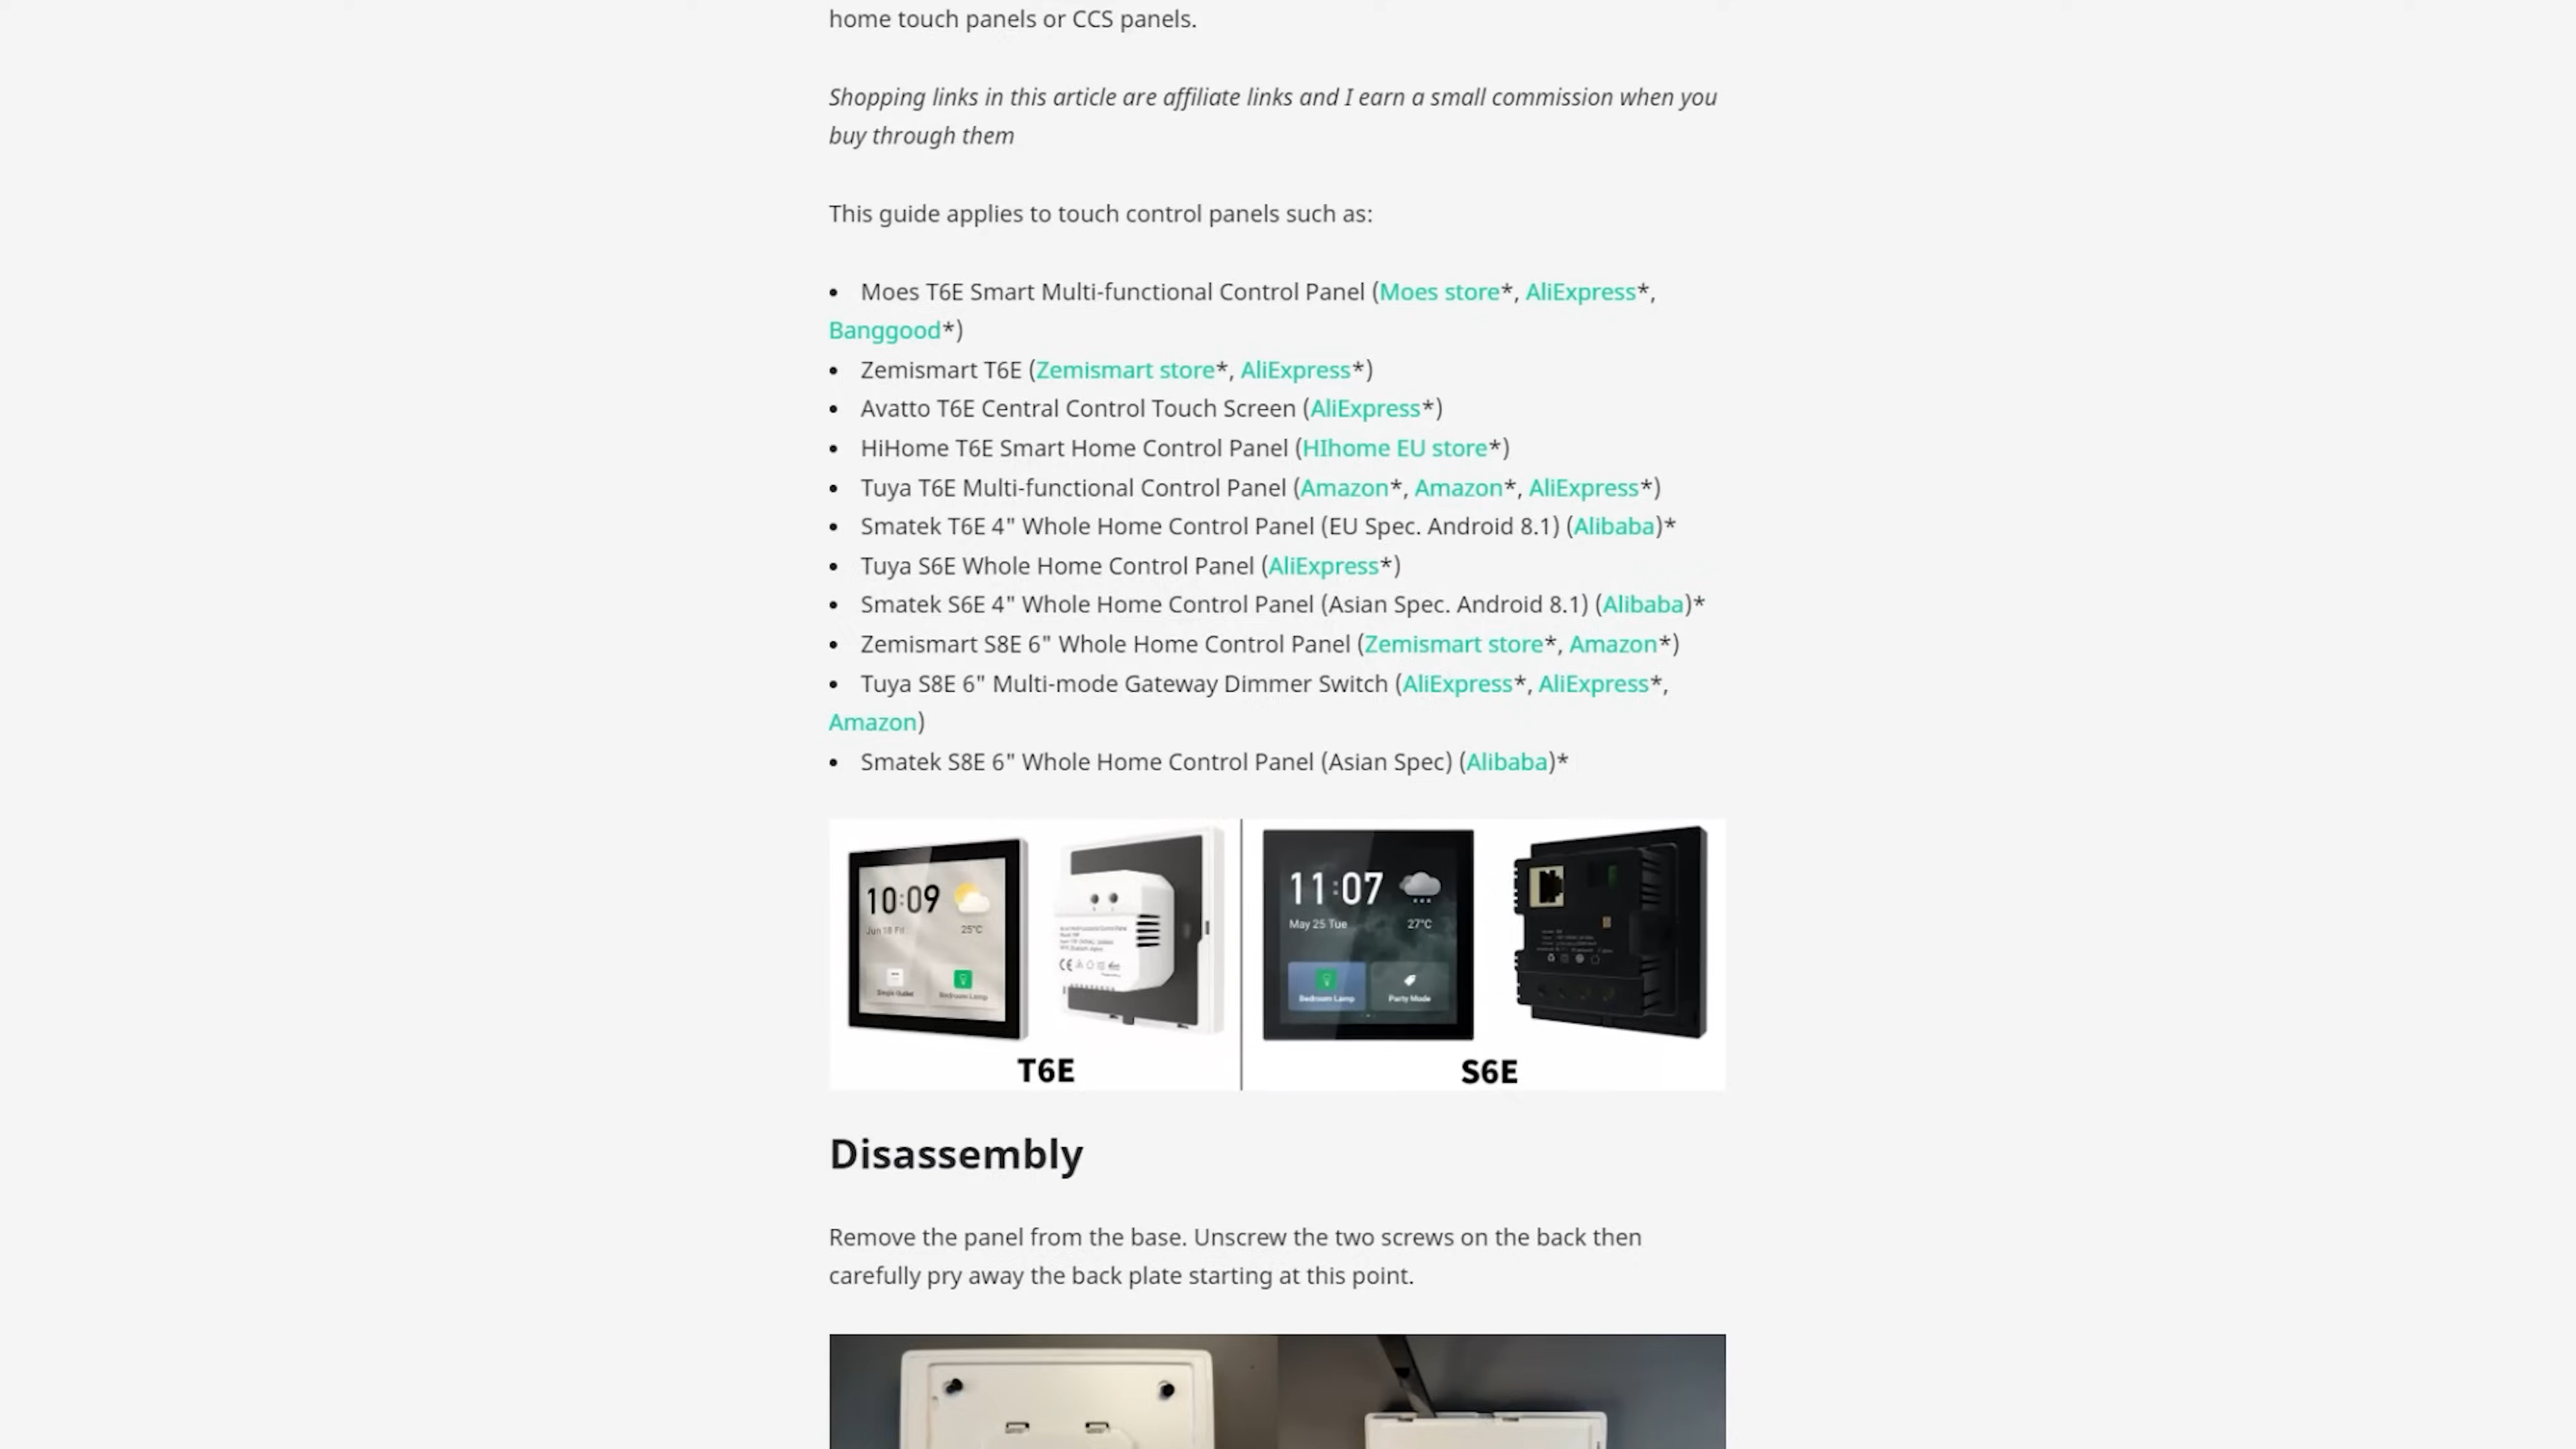 home touch panels or CCS panels.
Shopping links in this article are affiliate links and I earn a small commission when you
buy through them
This guide applies to touch control panels such as:
• Moes T6E Smart Multi-functional Control Panel (Moes store*, AliExpress*,
Banggood*)
• Zemismart T6E (Zemismart store*, AliExpress*)
• Avatto T6E Central Control Touch Screen (AliExpress*)
• HiHome T6E Smart Home Control Panel (HIhome EU store*)
• Tuya T6E Multi-functional Control Panel (Amazon*, Amazon*, AliExpress*)
• Smatek T6E 4" Whole Home Control Panel (EU Spec. Android 8.1) (Alibaba)*
• Tuya S6E Whole Home Control Panel (AliExpress*)
• Smatek S6E 4" Whole Home Control Panel (Asian Spec. Android 8.1) (Alibaba)*
• Zemismart S8E 6" Whole Home Control Panel (Zemismart store*, Amazon*)
• Tuya S8E 6" Multi-mode Gateway Dimmer Switch (AliExpress*, AliExpress*,
Amazon)
• Smatek S8E 6" Whole Home Control Panel (Asian Spec) (Alibaba)*
10:09
Jun 18 Fri
25°C
Single Outlet
Bedroom Lamp
CE
T6E
11:07
May 25 Tue
27°C
Bedroom Lamp
Party Mode
S6E
Disassembly
Remove the panel from the base. Unscrew the two screws on the back then
carefully pry away the back plate starting at this point.